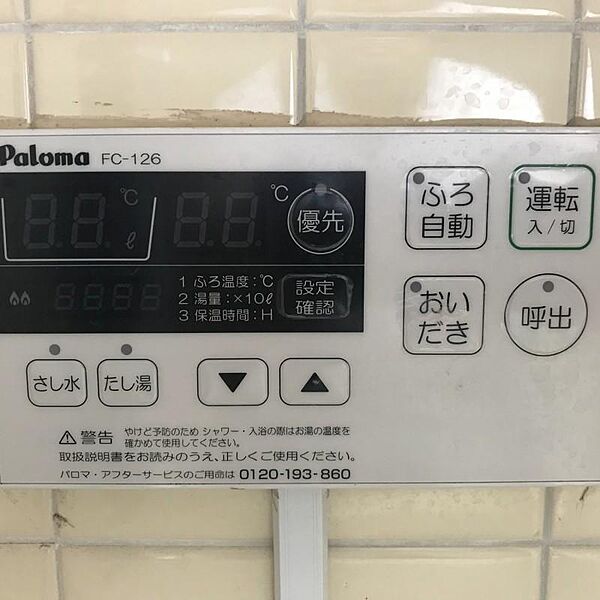 Paloma FC-126
℃
ℓ
℃
優先
1 ふろ温度:℃
2 湯量:×10ℓ
3 保温時間:H
設定
確認
さし水
たし湯
▼
▲
ふろ
自動
運転
入/切
おい
だき
呼出
⚠警告 やけど予防のため シャワー・入浴の際はお湯の温度を
確かめて使用してください。
取扱説明書をお読みのうえ、正しくご使用ください。
パロマ・アフターサービスのご用命は 0120-193-860